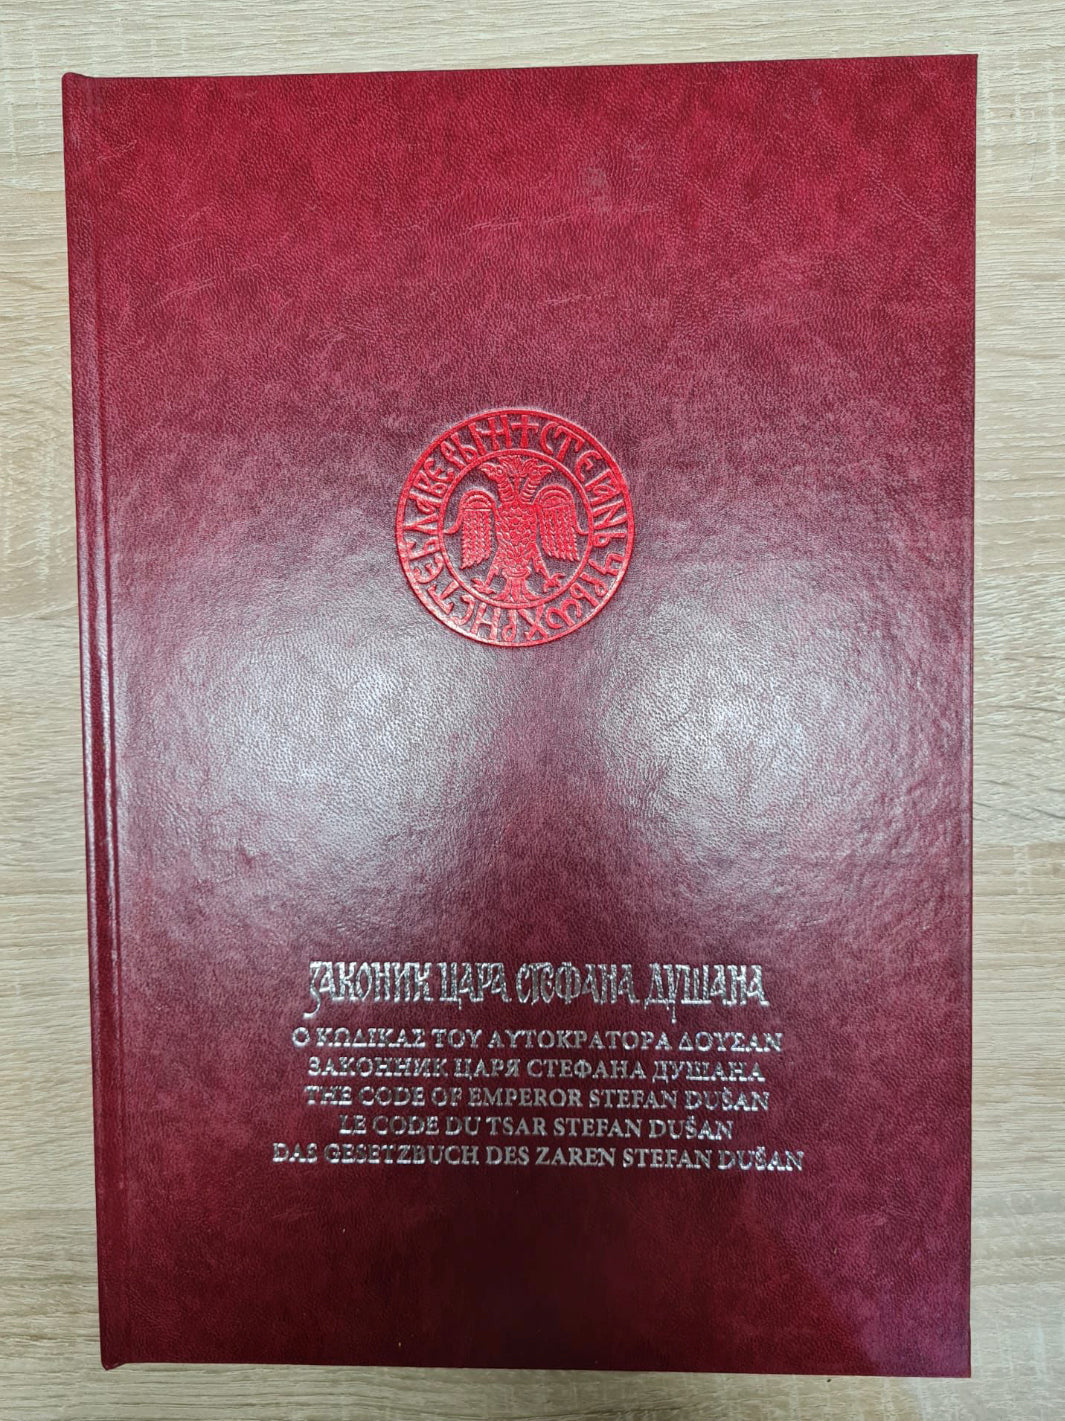 ЗАКОНИК ЦАРА СТЕФАНА ДУШАНА
Ο ΚΩΔΙΚΑΣ ΤΟΥ ΑΥΤΟΚΡΑΤΟΡΑ ΔΟΥΣΑΝ
ЗАКОННИК ЦАРЯ СТЕФАНА ДУШАНА
THE CODE OF EMPEROR STEFAN DUŠAN
LE CODE DU TSAR STEFAN DUŠAN
DAS GESETZBUCH DES ZAREN STEFAN DUŠAN